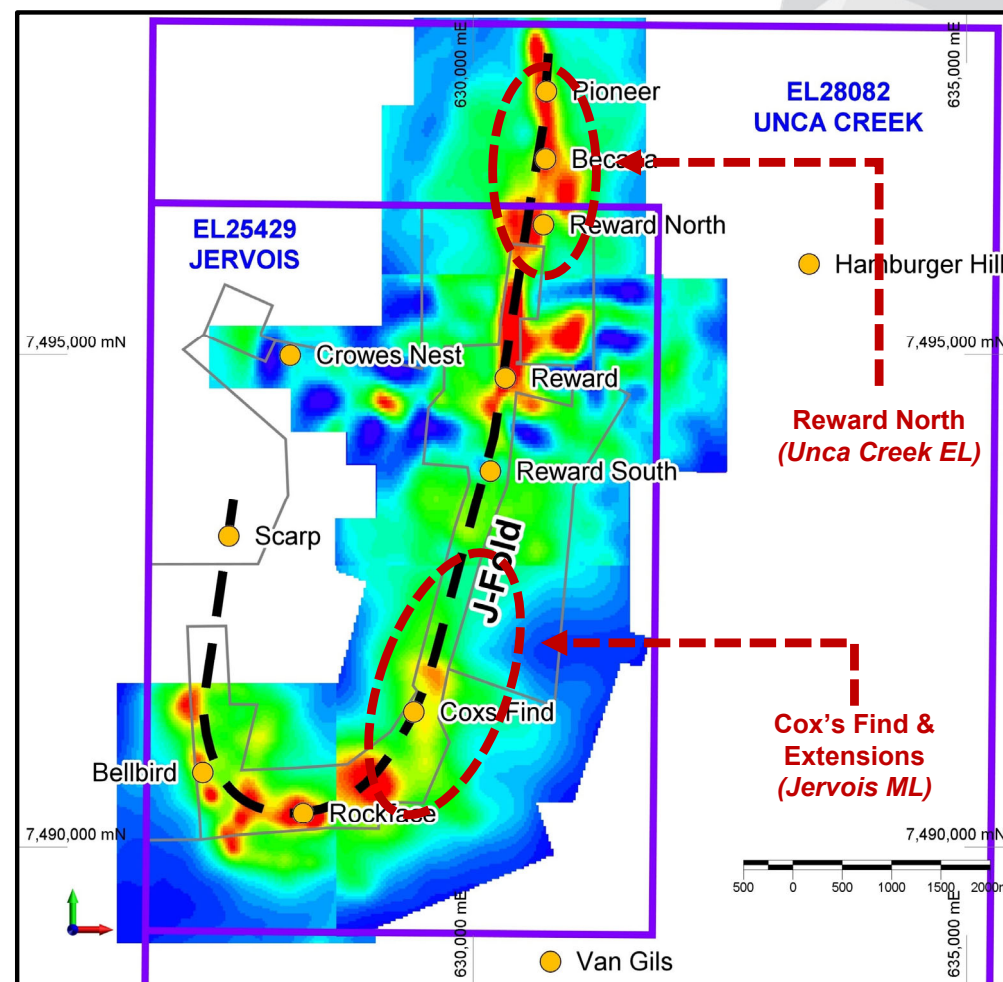 630,000 mE
635,000 mE
Pioneer
EL28082
UNCA CREEK
EL25429
JERVOIS
Reward North
Hamburger Hill
7,495,000 mN
7,495,000 mN
Crowes Nest
Reward
Reward North
(Unca Creek EL)
Reward South
Scarp
J-Fold
Coxs Find
Cox's Find &
Extensions
(Jervois ML)
Bellbird
Rockface
7,490,000 mN
7,490,000 mN
500 0 500 1000 1500 2000m
630,000 mE
635,000 mE
Van Gils